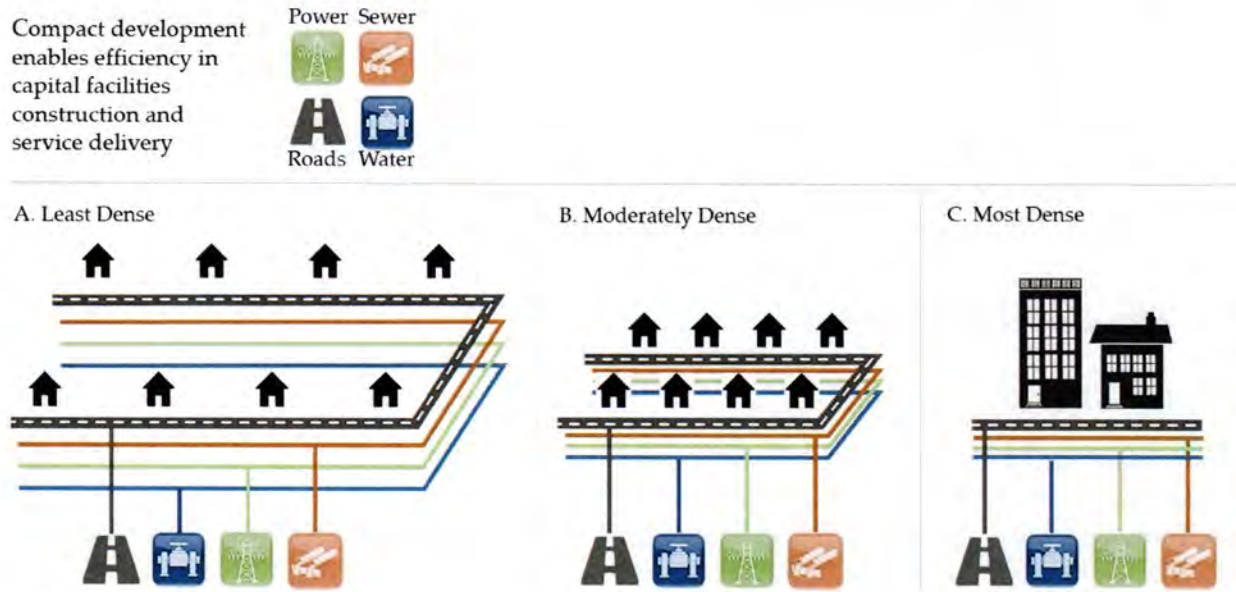 Compact development
enables efficiency in
capital facilities
construction and
service delivery
Power Sewer
Roads Water
A. Least Dense
B. Moderately Dense
C. Most Dense